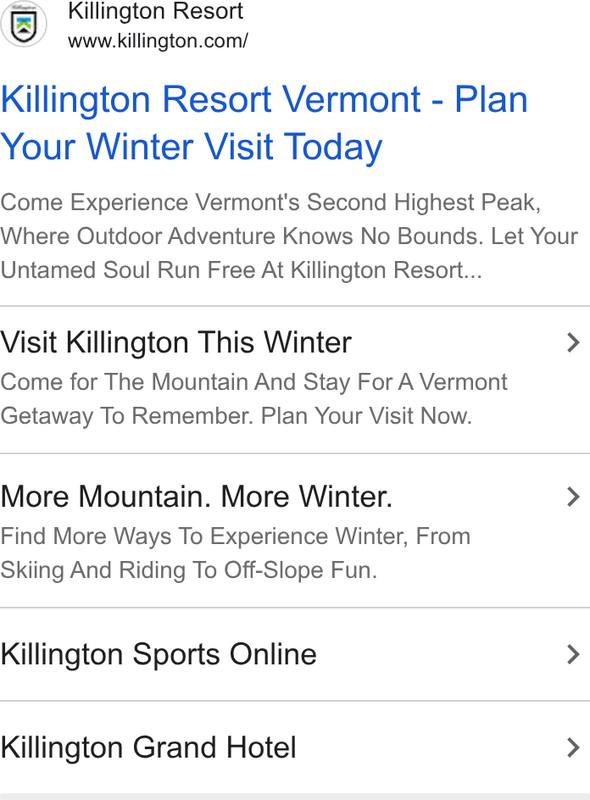 Killington Resort
www.killington.com/
Killington Resort Vermont - Plan
Your Winter Visit Today
Come Experience Vermont's Second Highest Peak,
Where Outdoor Adventure Knows No Bounds. Let Your
Untamed Soul Run Free At Killington Resort...
Visit Killington This Winter
Come for The Mountain And Stay For A Vermont
Getaway To Remember. Plan Your Visit Now.
More Mountain. More Winter.
Find More Ways To Experience Winter, From
Skiing And Riding To Off-Slope Fun.
Killington Sports Online
Killington Grand Hotel